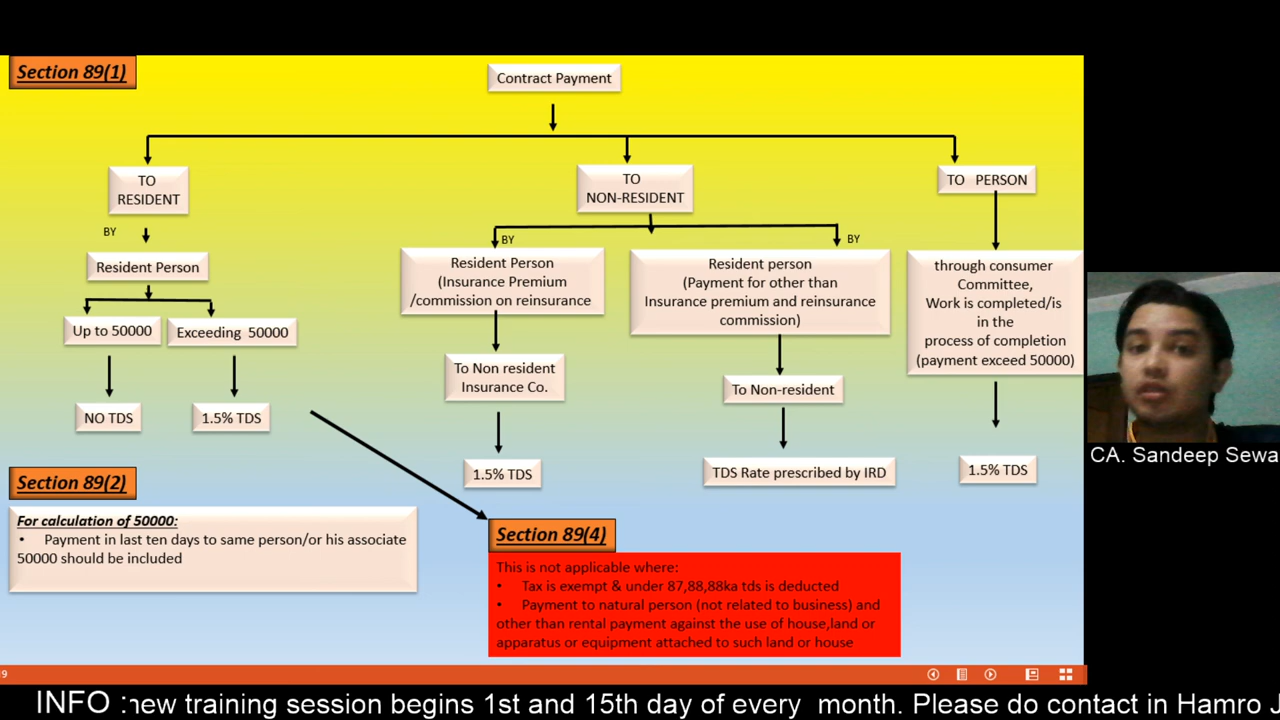 Section 89(1)
Contract Payment
TO
RESIDENT
TO
NON-RESIDENT
TO PERSON
BY
Resident Person
Up to 50000
Exceeding 50000
NO TDS
1.5% TDS
BY
Resident Person
(Insurance Premium
/commission on reinsurance
To Non resident
Insurance Co.
1.5% TDS
BY
Resident person
(Payment for other than
Insurance premium and reinsurance
commission)
To Non-resident
TDS Rate prescribed by IRD
through consumer
Committee,
Work is completed/is
in the
process of completion
(payment exceed 50000)
1.5% TDS
Section 89(2)
For calculation of 50000:
• Payment in last ten days to same person/or his associate
50000 should be included
Section 89(4)
This is not applicable where:
• Tax is exempt & under 87,88,88ka tds is deducted
• Payment to natural person (not related to business) and
other than rental payment against the use of house,land or
apparatus or equipment attached to such land or house
CA. Sandeep Sewa
9
INFO : new training session begins 1st and 15th day of every month. Please do contact in Hamro J